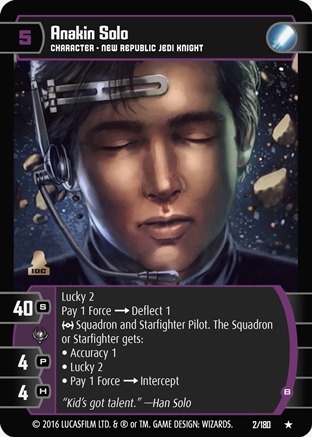 5 Anakin Solo
CHARACTER - NEW REPUBLIC JEDI KNIGHT
IDC
Lucky 2
40 S
Pay 1 Force → Deflect 1
Squadron and Starfighter Pilot. The Squadron
or Starfighter gets:
• Accuracy 1
4 P
• Lucky 2
• Pay 1 Force → Intercept
4 H
B
“Kid's got talent.” —Han Solo
© 2016 LUCASFILM LTD. & ® or TM. GAME DESIGN: WIZARDS. 2/180 ★